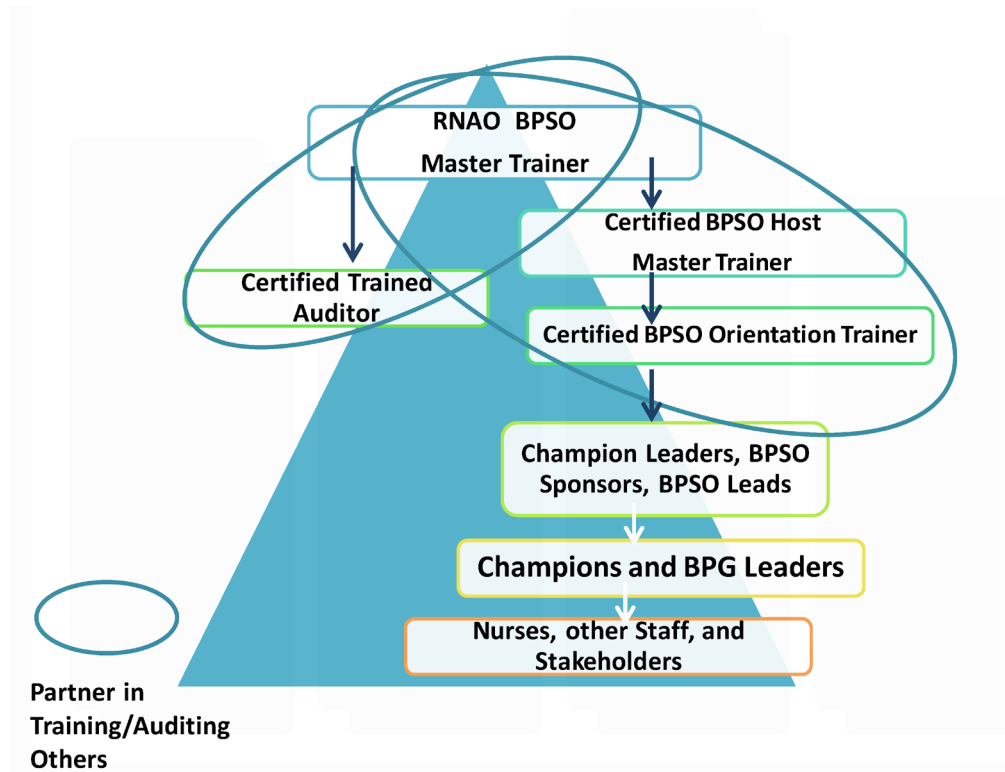 RNAO BPSO
Master Trainer
Certified BPSO Host
Master Trainer
Certified Trained
Auditor
Certified BPSO Orientation Trainer
Champion Leaders, BPSO
Sponsors, BPSO Leads
Champions and BPG Leaders
Nurses, other Staff, and
Stakeholders
Partner in
Training/Auditing
Others